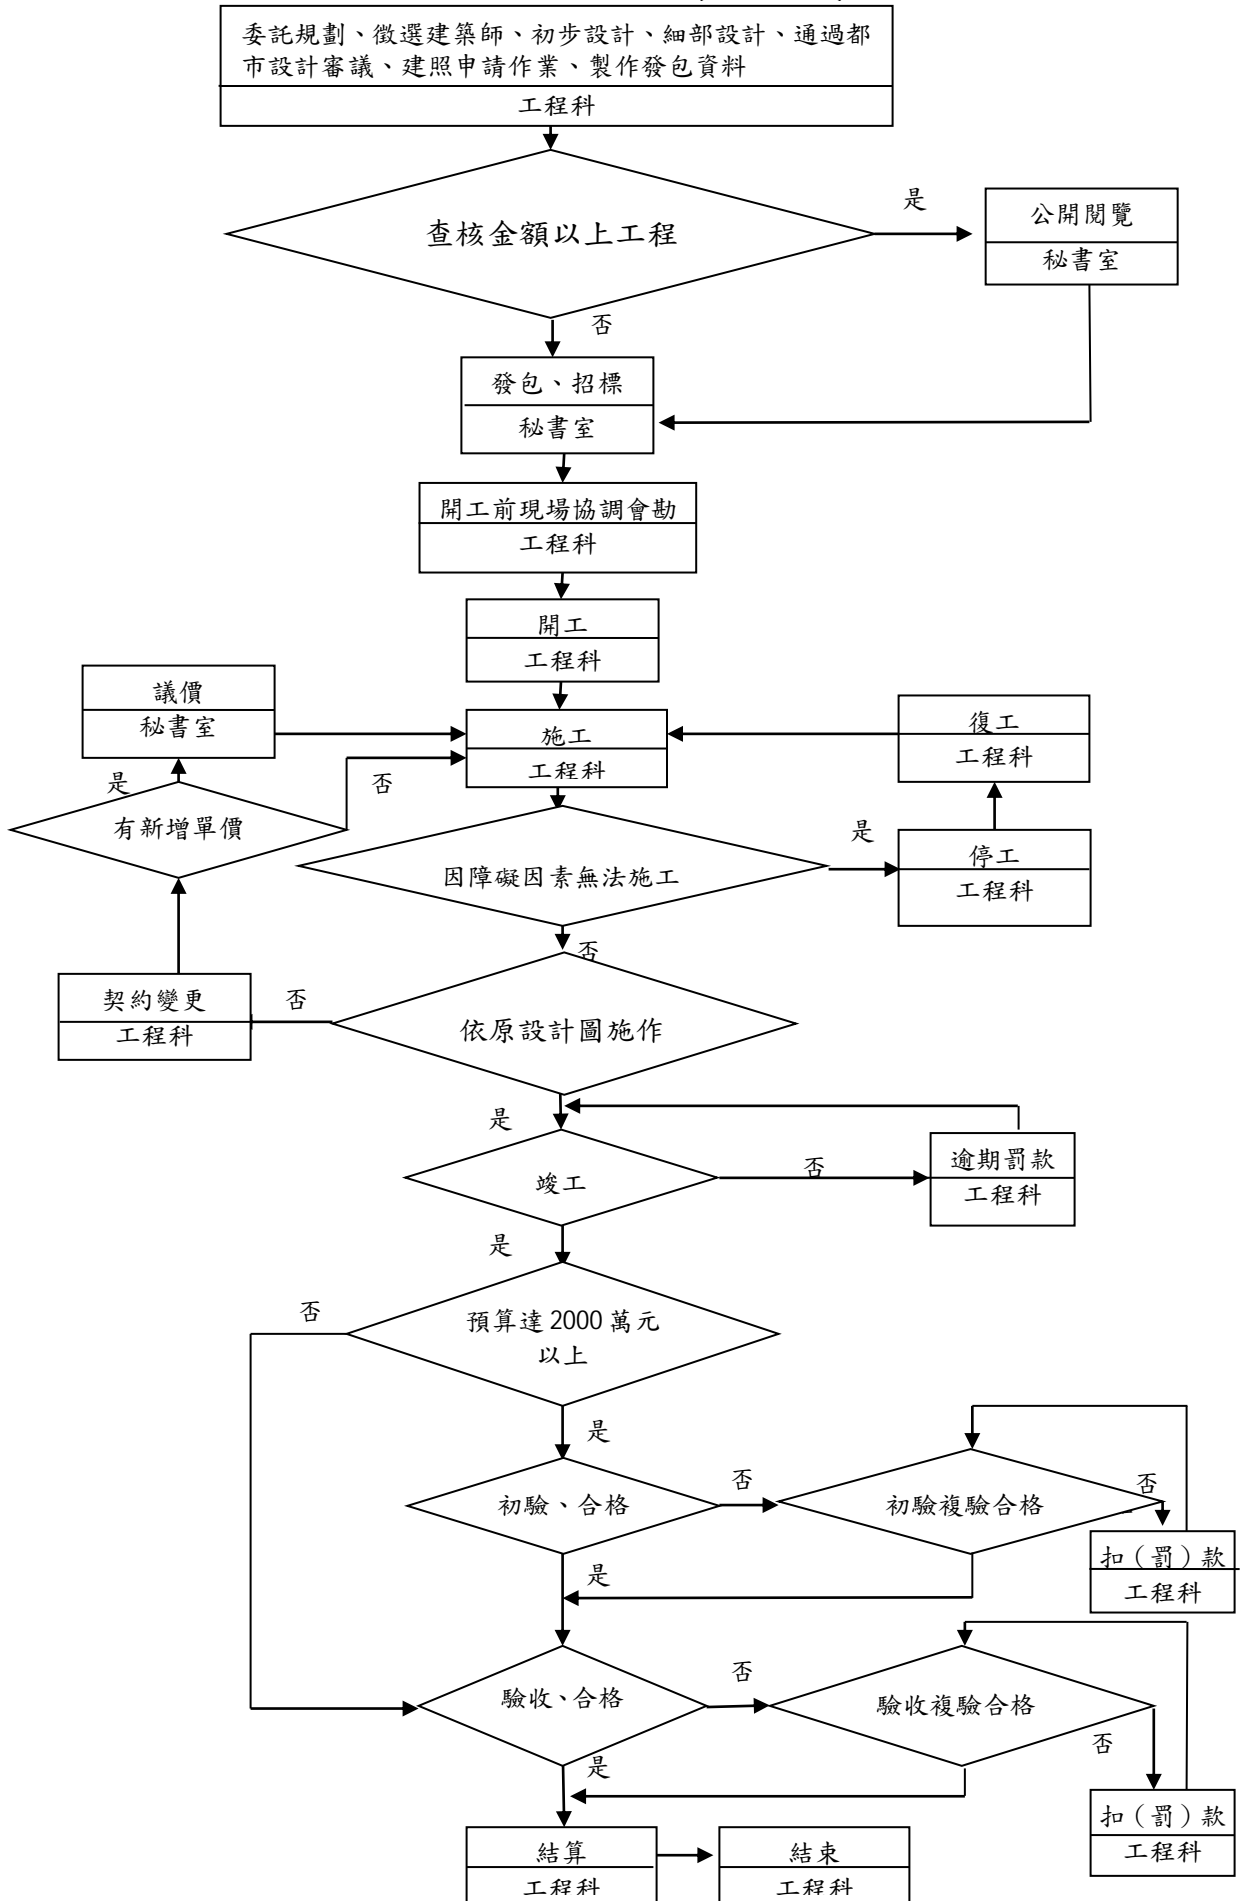 委託規劃、徵選建築師、初步設計、細部設計、通過都
市設計審議、建照申請作業、製作發包資料
工程科
查核金額以上工程
是
公開閱覽
秘書室
否
發包、招標
秘書室
開工前現場協調會勘
工程科
開工
工程科
議價
秘書室
施工
工程科
復工
工程科
是
否
有新增單價
因障礙因素無法施工
是
停工
工程科
否
契約變更
工程科
否
依原設計圖施作
是
竣工
否
逾期罰款
工程科
是
否
預算達 2000 萬元
以上
是
初驗、合格
否
初驗複驗合格
否
扣（罰）款
工程科
是
驗收、合格
否
驗收複驗合格
否
扣（罰）款
工程科
是
結算
工程科
結束
工程科